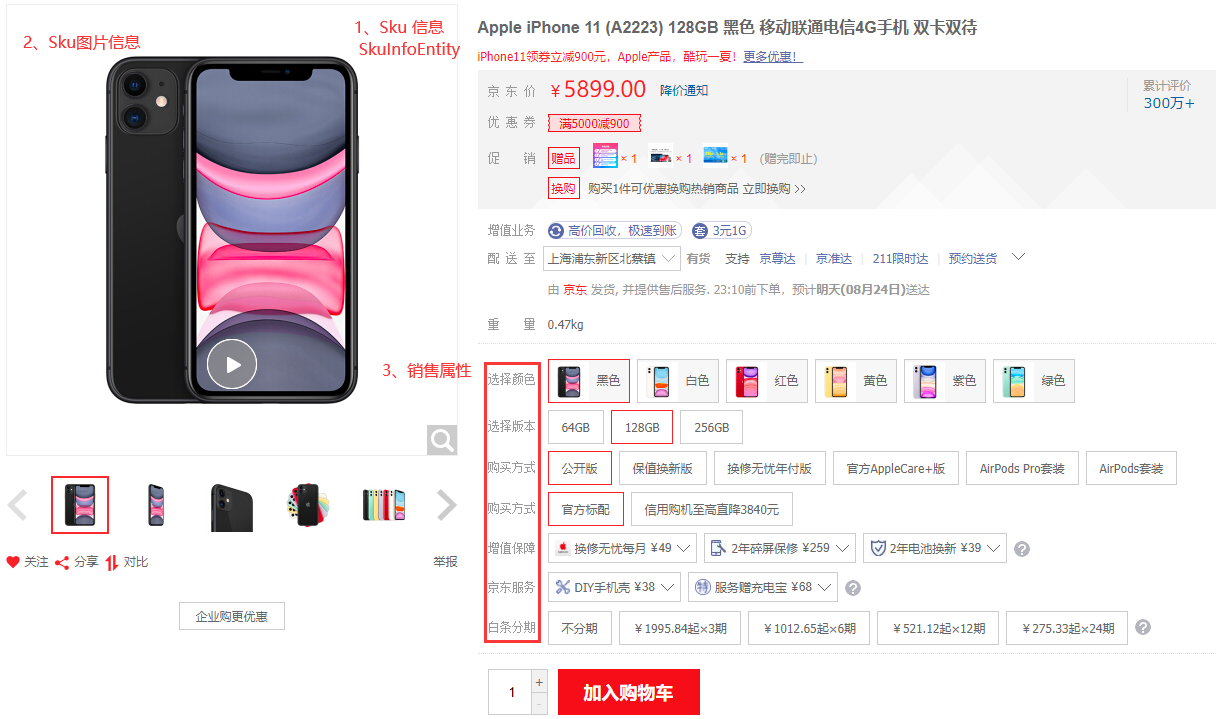 1、Sku 信息
SkuInfoEntity
2、Sku图片信息
Apple iPhone 11 (A2223) 128GB 黑色 移动联通电信4G手机 双卡双待
iPhone11领券立减900元，Apple产品，酷玩一夏！更多优惠！
京东价 ￥5899.00 降价通知 累计评价
300万+
优惠券 满5000减900
促销 赠品 × 1 × 1 × 1 (赠完即止)
换购 购买1件可优惠换购热销商品 立即换购 >>
增值业务 高价回收，极速到账 套 3元1G
配送至 上海浦东新区北蔡镇 有货 支持 京尊达 京准达 211限时达 预约送货
由 京东 发货, 并提供售后服务. 23:10前下单，预计明天(08月24日)送达
重量 0.47kg
3、销售属性
选择颜色 黑色 白色 红色 黄色 紫色 绿色
选择版本 64GB 128GB 256GB
购买方式 公开版 保值换新版 换修无忧年付版 官方AppleCare+版 AirPods Pro套装 AirPods套装
购买方式 官方标配 信用购机至高直降3840元
增值保障 换修无忧每月 ¥49 2年碎屏保修 ¥259 2年电池换新 ¥39 ?
京东服务 DIY手机壳 ¥38 特 服务赠充电宝 ¥68 ?
白条分期 不分期 ￥1995.84起×3期 ￥1012.65起×6期 ￥521.12起×12期 ￥275.33起×24期 ?
关注 分享 对比 举报
企业购更优惠
1 + - 加入购物车